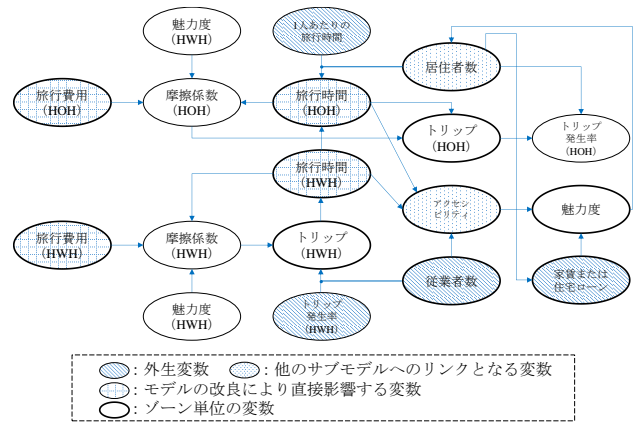 魅力度
(HWH)
1人あたりの
旅行時間
居住者数
旅行費用
(HOH)
摩擦係数
(HOH)
旅行時間
(HOH)
トリップ
(HOH)
トリップ
発生率
(HOH)
旅行時間
(HWH)
アクセシ
ビリティ
魅力度
旅行費用
(HWH)
摩擦係数
(HWH)
トリップ
(HWH)
従業者数
家賃または
住宅ローン
魅力度
(HWH)
トリップ
発生率
(HWH)
:外生変数 :他のサブモデルへのリンクとなる変数
:モデルの改良により直接影響する変数
:ゾーン単位の変数